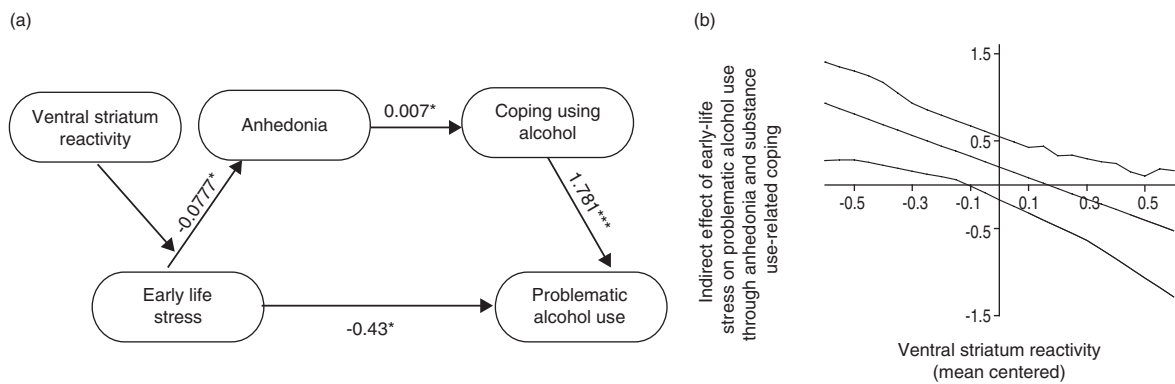 (a)
Ventral striatum
reactivity
Anhedonia
0.007*
Coping using
alcohol
-0.0777*
1.781***
Early life
stress
-0.43*
Problematic
alcohol use
(b)
Indirect effect of early-life
stress on problematic alcohol use
through anhedonia and substance
use-related coping
1.5
0.5
-0.5 -0.3 -0.1 0.1 0.3 0.5
-0.5
-1.5
Ventral striatum reactivity
(mean centered)